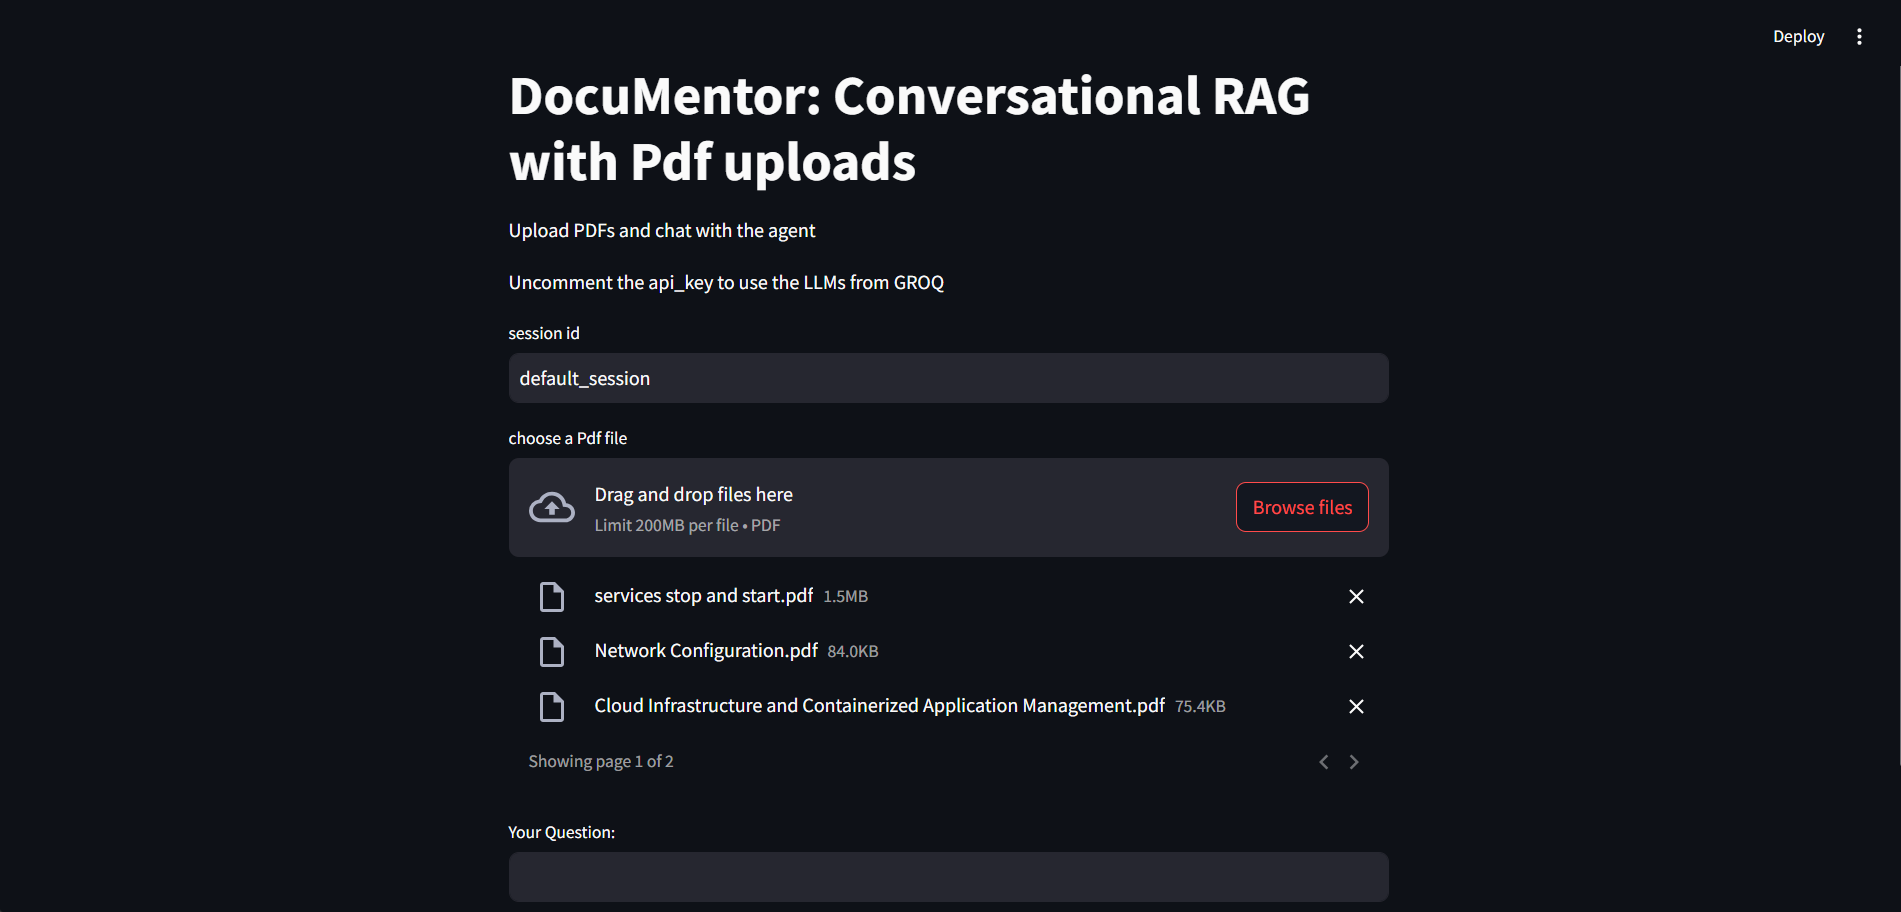 Deploy
DocuMentor: Conversational RAG
with Pdf uploads
Upload PDFs and chat with the agent
Uncomment the api_key to use the LLMs from GROQ
session id
default_session
choose a Pdf file
Drag and drop files here
Limit 200MB per file • PDF
Browse files
services stop and start.pdf 1.5MB
Network Configuration.pdf 84.0KB
Cloud Infrastructure and Containerized Application Management.pdf 75.4KB
Showing page 1 of 2
Your Question: